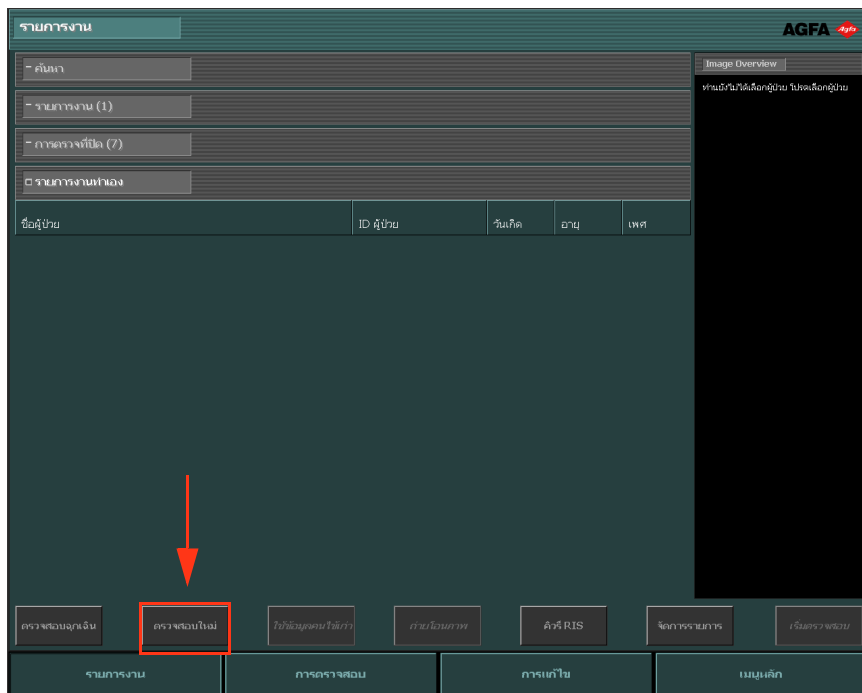 รายการงาน
AGFA Agfa
- ค้นหา
Image Overview
ท่านยังไม่ได้เลือกผู้ป่วย โปรดเลือกผู้ป่วย
- รายการงาน (1)
- การตรวจที่ปิด (7)
รายการงานทำเอง
ชื่อผู้ป่วย ID ผู้ป่วย วันเกิด อายุ เพศ
ตรวจสอบฉุกเฉิน ตรวจสอบใหม่ ใช้ข้อมูลคนไข้เก่า ถ่ายโอนภาพ คิวรี RIS จัดการรายการ เริ่มตรวจสอบ
รายการงาน การตรวจสอบ การแก้ไข เมนูหลัก